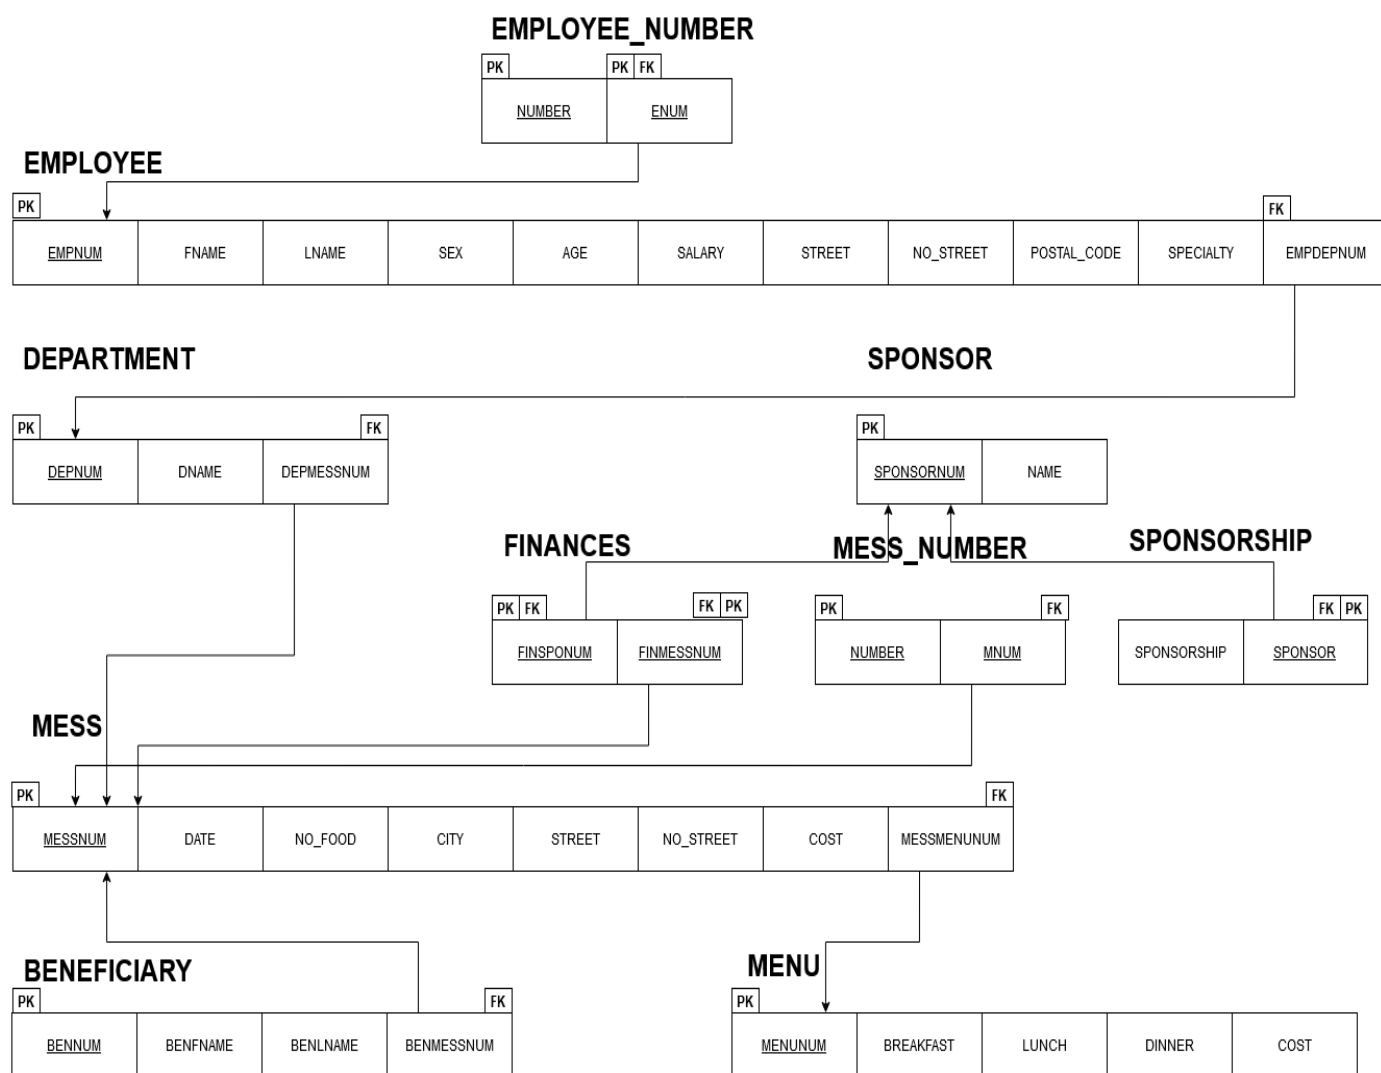 EMPLOYEE_NUMBER
PK PK FK
NUMBER ENUM
EMPLOYEE
PK FK
EMPNUM FNAME LNAME SEX AGE SALARY STREET NO_STREET POSTAL_CODE SPECIALTY EMPDEPNUM
DEPARTMENT SPONSOR
PK FK PK
DEPNUM DNAME DEPMESSNUM SPONSORNUM NAME
FINANCES MESS_NUMBER SPONSORSHIP
PK FK FK PK PK FK FK PK
FINSPONUM FINMESSNUM NUMBER MNUM SPONSORSHIP SPONSOR
MESS
PK FK
MESSNUM DATE NO_FOOD CITY STREET NO_STREET COST MESSMENUNUM
BENEFICIARY MENU
PK FK PK
BENNUM BENFNAME BENLNAME BENMESSNUM MENUNUM BREAKFAST LUNCH DINNER COST